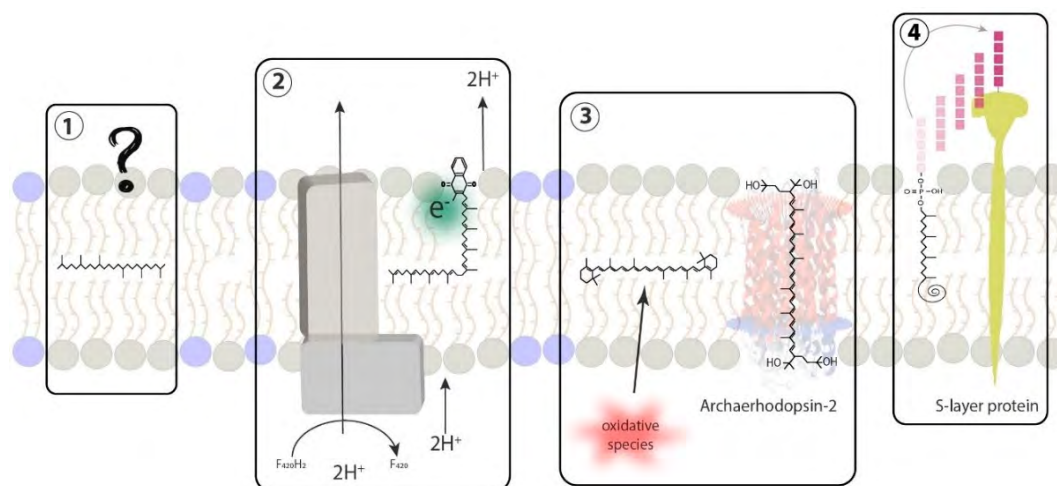 1
?
2
2H⁺
e⁻
F₄₂₀H₂
2H⁺
F₄₂₀
2H⁺
3
HO
OH
HO
OH
oxidative
species
Archaerhodopsin-2
4
O
O
P
OH
O
S-layer protein